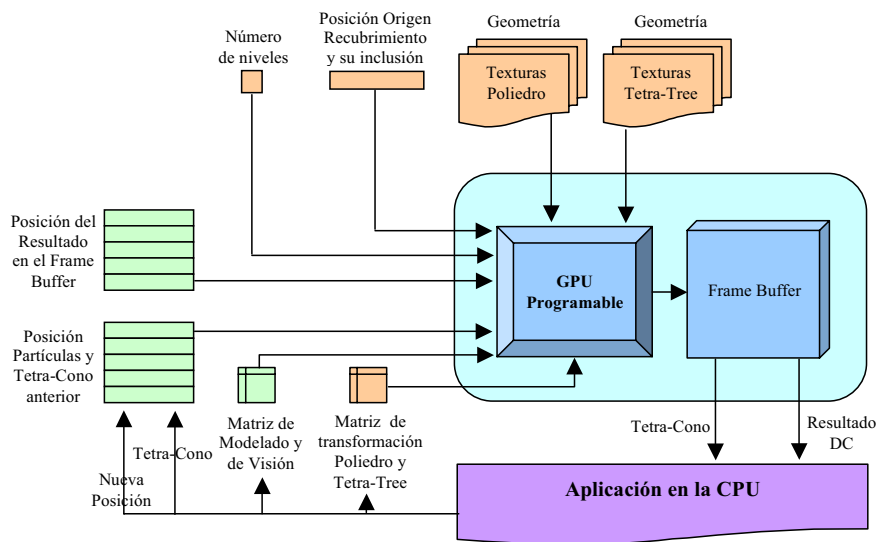 Número
de niveles
Posición Origen
Recubrimiento
y su inclusión
Geometría
Texturas
Poliedro
Geometría
Texturas
Tetra-Tree
Posición del
Resultado
en el Frame
Buffer
GPU
Programable
Frame Buffer
Posición
Partículas y
Tetra-Cono
anterior
Matriz de
Modelado y
de Visión
Matriz de
transformación
Poliedro y
Tetra-Tree
Tetra-Cono
Nueva
Posición
Tetra-Cono
Resultado
DC
Aplicación en la CPU